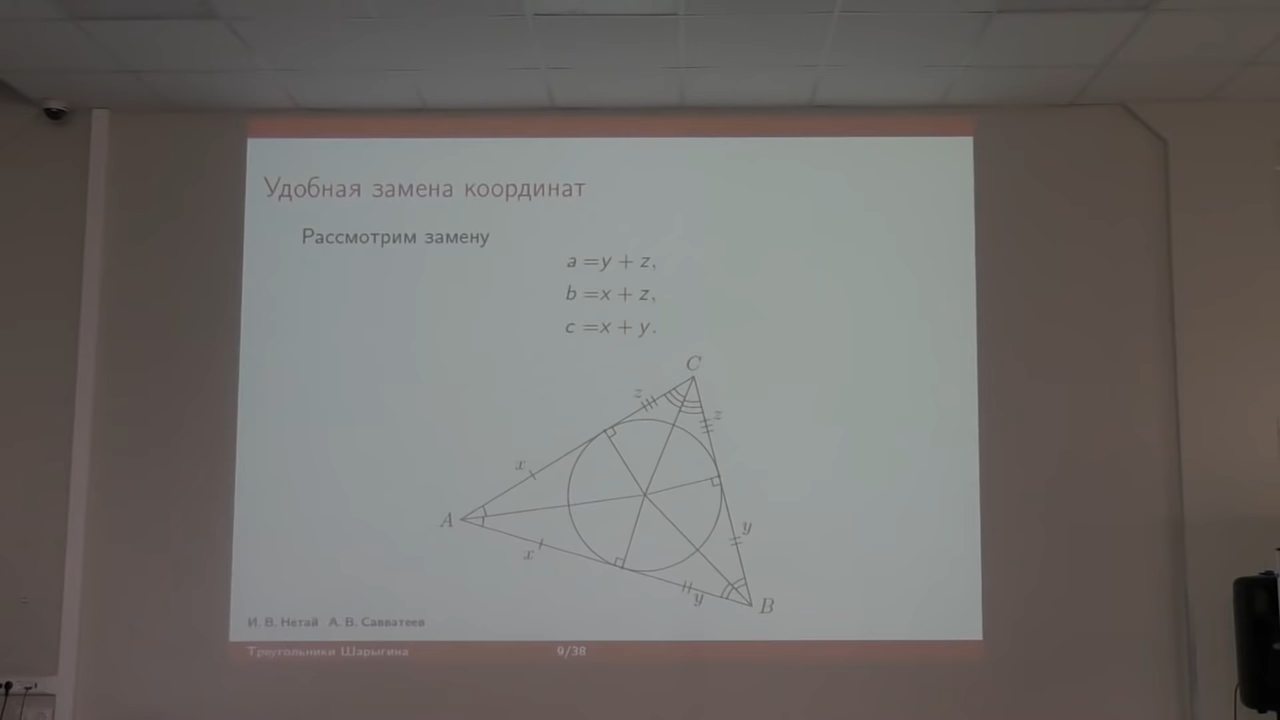 Удобная замена координат
Рассмотрим замену
a =y + z,
b =x + z,
c =x + y.
C
z
z
x
A
x
y
y
B
И. В. Нетай А. В. Савватеев
Треугольники Шарыгина 9/38